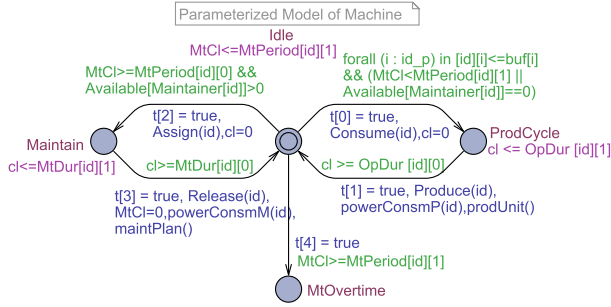 Parameterized Model of Machine
Idle
MtCl<=MtPeriod[id][1]
MtCl>=MtPeriod[id][0] &&
Available[Maintainer[id]]>0
forall (i : id_p) in [id][i]<=buf[i]
&& (MtCl<MtPeriod[id][1] ||
Available[Maintainer[id]]==0)
t[2] = true,
Assign(id),cl=0
t[0] = true,
Consume(id),cl=0
Maintain
cl<=MtDur[id][1]
cl>=MtDur[id][0]
cl >= OpDur [id][0]
ProdCycle
cl <= OpDur [id][1]
t[3] = true, Release(id),
MtCl=0,powerConsmM(id),
maintPlan()
t[1] = true, Produce(id),
powerConsmP(id),prodUnit()
t[4] = true
MtCl>=MtPeriod[id][1]
MtOvertime